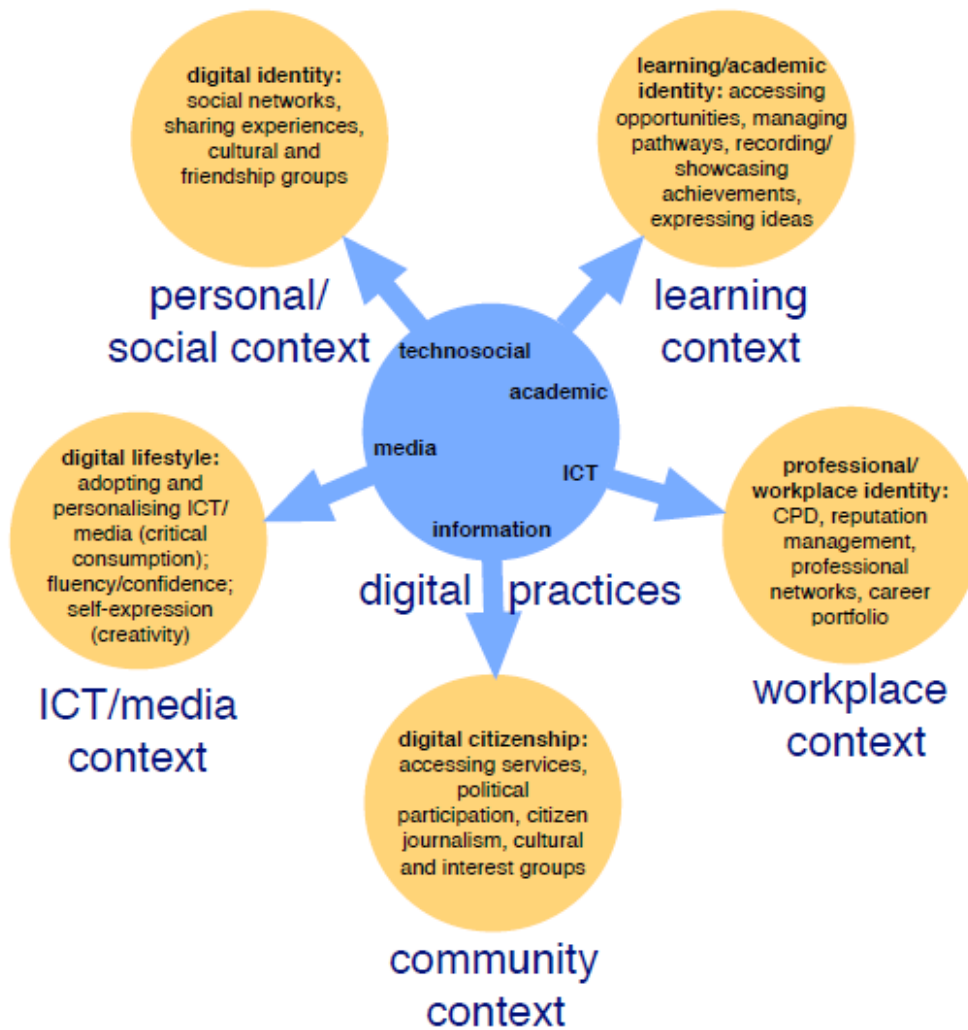 digital identity:
social networks,
sharing experiences,
cultural and
friendship groups
personal/
social context
learning/academic
identity: accessing
opportunities, managing
pathways, recording/
showcasing
achievements,
expressing ideas
learning
context
technosocial
academic
media
ICT
information
digital practices
digital lifestyle:
adopting and
personalising ICT/
media (critical
consumption);
fluency/confidence;
self-expression
(creativity)
ICT/media
context
professional/
workplace identity:
CPD, reputation
management,
professional
networks, career
portfolio
workplace
context
digital citizenship:
accessing services,
political
participation, citizen
journalism, cultural
and interest groups
community
context